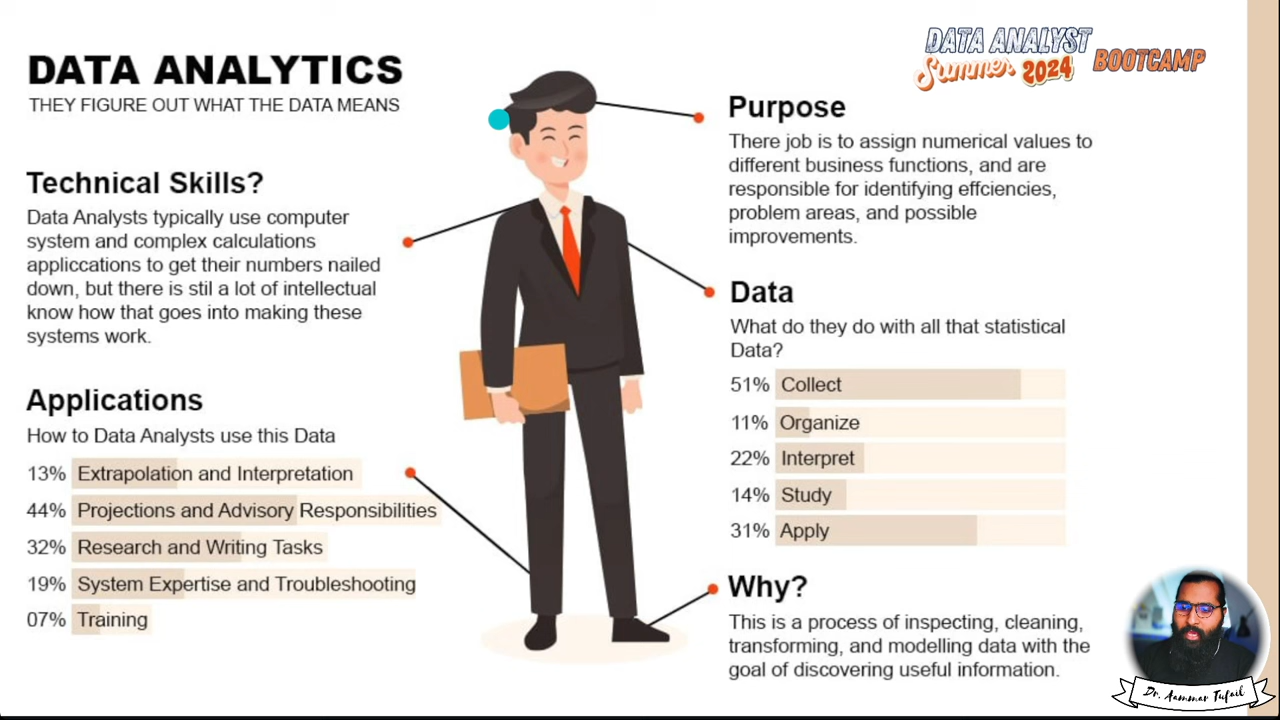 DATA ANALYTICS
THEY FIGURE OUT WHAT THE DATA MEANS
DATA ANALYST
Summer 2024
BOOTCAMP
Technical Skills?
Data Analysts typically use computer
system and complex calculations
appliccations to get their numbers nailed
down, but there is stil a lot of intellectual
know how that goes into making these
systems work.
Applications
How to Data Analysts use this Data
13% Extrapolation and Interpretation
44% Projections and Advisory Responsibilities
32% Research and Writing Tasks
19% System Expertise and Troubleshooting
07% Training
Purpose
There job is to assign numerical values to
different business functions, and are
responsible for identifying effciencies,
problem areas, and possible
improvements.
Data
What do they do with all that statistical
Data?
51% Collect
11% Organize
22% Interpret
14% Study
31% Apply
Why?
This is a process of inspecting, cleaning,
transforming, and modelling data with the
goal of discovering useful information.
Dr. Aammar Tufail